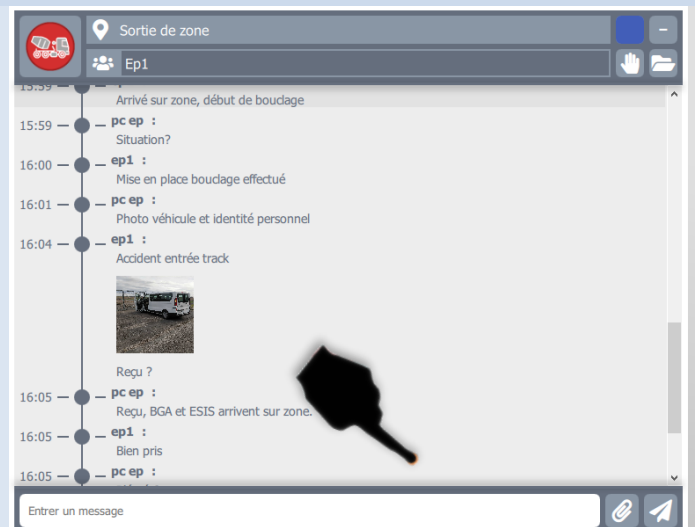 Sortie de zone
–
Ep1
15:59
Arrivé sur zone, début de bouclage
15:59 pc ep :
Situation?
16:00 ep1 :
Mise en place bouclage effectué
16:01 pc ep :
Photo véhicule et identité personnel
16:04 ep1 :
Accident entrée track
Reçu ?
16:05 pc ep :
Reçu, BGA et ESIS arrivent sur zone.
16:05 ep1 :
Bien pris
16:05 pc ep :
Entrer un message